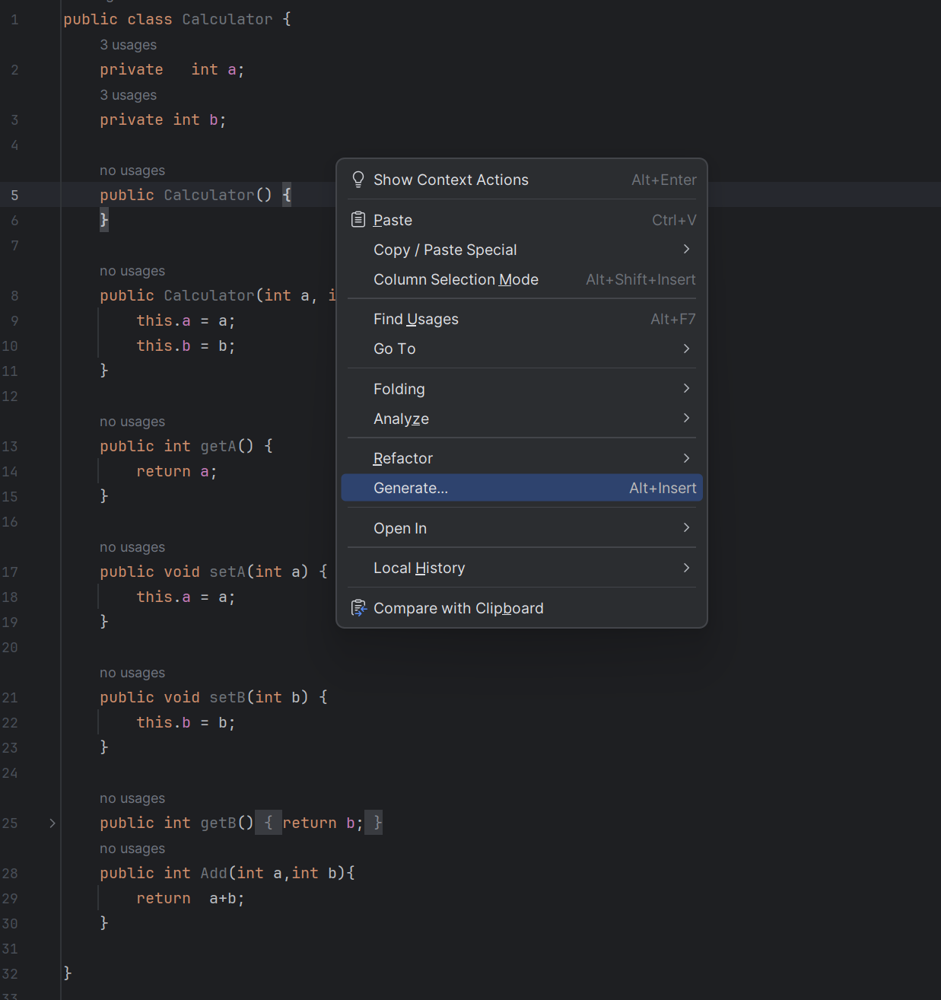 1 public class Calculator {
3 usages
2 private   int a;
3 usages
3 private int b;
4
no usages
5 public Calculator() {
6 }
7
no usages
8 public Calculator(int a, i
9 this.a = a;
10 this.b = b;
11 }
12
no usages
13 public int getA() {
14 return a;
15 }
16
no usages
17 public void setA(int a) {
18 this.a = a;
19 }
20
no usages
21 public void setB(int b) {
22 this.b = b;
23 }
24
no usages
25 public int getB() { return b; }
no usages
28 public int Add(int a,int b){
29 return  a+b;
30 }
31
32 }
33
Show Context Actions Alt+Enter
Paste Ctrl+V
Copy / Paste Special
Column Selection Mode Alt+Shift+Insert
Find Usages Alt+F7
Go To
Folding
Analyze
Refactor
Generate... Alt+Insert
Open In
Local History
Compare with Clipboard